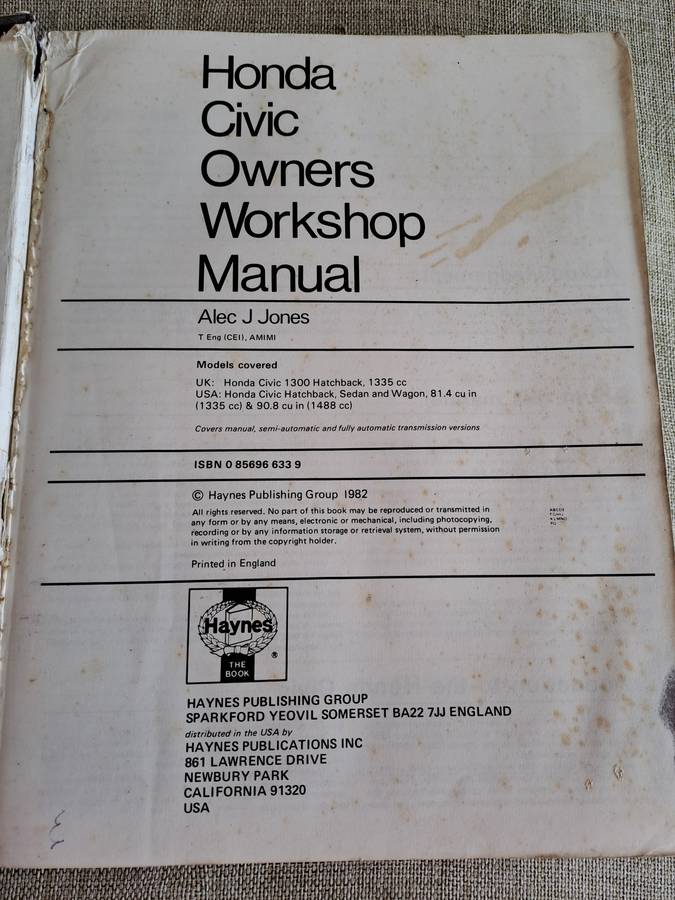 Honda
Civic
Owners
Workshop
Manual
Alec J Jones
T Eng (CEI), AMIMI
Models covered
UK: Honda Civic 1300 Hatchback, 1335 cc
USA: Honda Civic Hatchback, Sedan and Wagon, 81.4 cu in
(1335 cc) & 90.8 cu in (1488 cc)
Covers manual, semi-automatic and fully automatic transmission versions
ISBN 0 85696 633 9
© Haynes Publishing Group 1982
All rights reserved. No part of this book may be reproduced or transmitted in
any form or by any means, electronic or mechanical, including photocopying,
recording or by any information storage or retrieval system, without permission
in writing from the copyright holder.
Printed in England
Haynes
®
THE
BOOK
HAYNES PUBLISHING GROUP
SPARKFORD YEOVIL SOMERSET BA22 7JJ ENGLAND
distributed in the USA by
HAYNES PUBLICATIONS INC
861 LAWRENCE DRIVE
NEWBURY PARK
CALIFORNIA 91320
USA